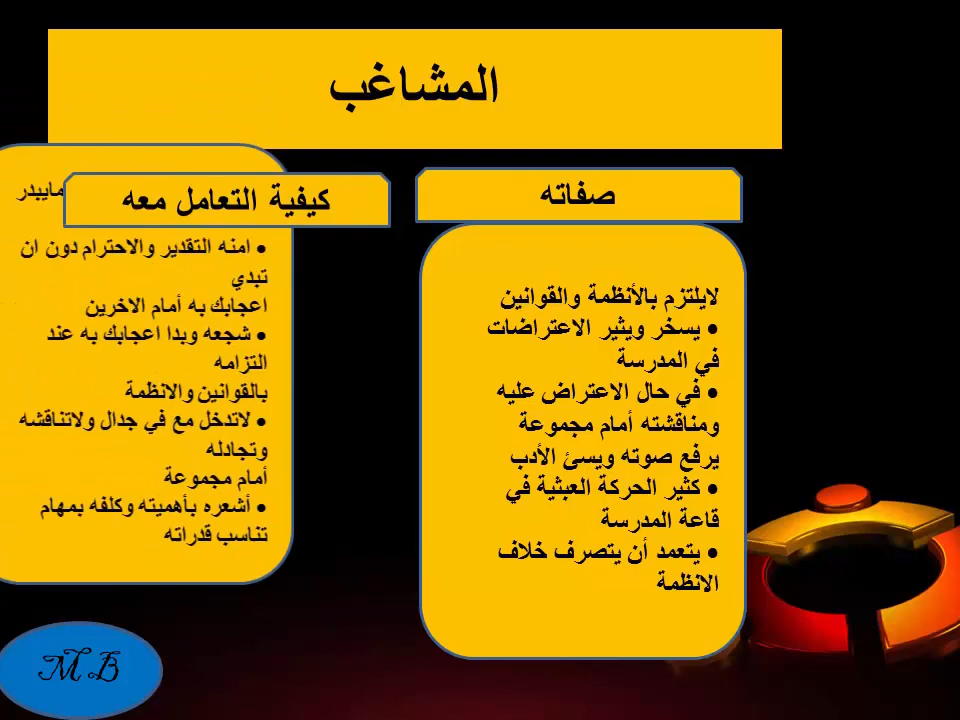 المشاغب
صفاته
لايلتزم بالأنظمة والقوانين
• يسخر ويثير الاعتراضات
في المدرسة
• في حال الاعتراض عليه
ومناقشته أمام مجموعة
يرفع صوته ويسئ الأدب
• كثير الحركة العبثية في
قاعة المدرسة
• يتعمد أن يتصرف خلاف
الانظمة
كيفية التعامل معه
مايبدر
• امنه التقدير والاحترام دون ان
تبدي
اعجابك به أمام الاخرين
• شجعه وبدا اعجابك به عند
التزامه
بالقوانين والانظمة
• لاتدخل مع في جدال ولاتناقشه
وتجادله
أمام مجموعة
• أشعره بأهميته وكلفه بمهام
تناسب قدراته
MB